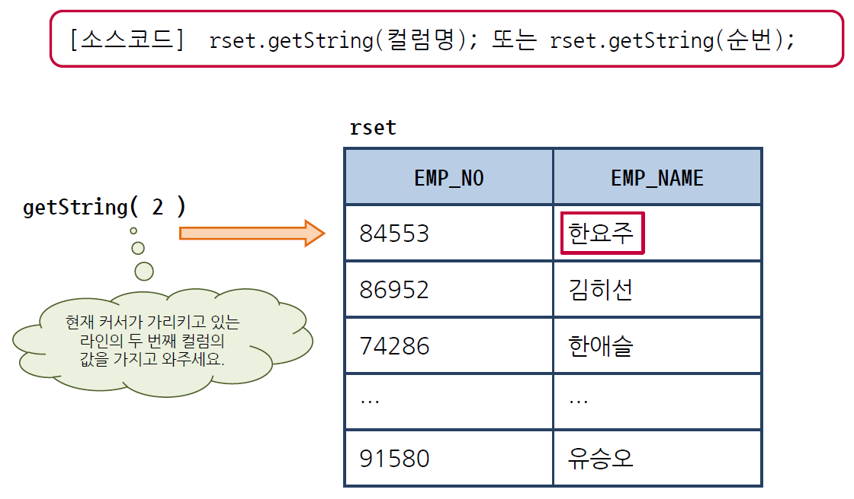 [소스코드] rset.getString(컬럼명); 또는 rset.getString(순번);
rset
EMP_NO EMP_NAME
getString( 2 )
84553 한요주
86952 김히선
74286 한애슬
… …
91580 유승오
현재 커서가 가리키고 있는
라인의 두 번째 컬럼의
값을 가지고 와주세요.